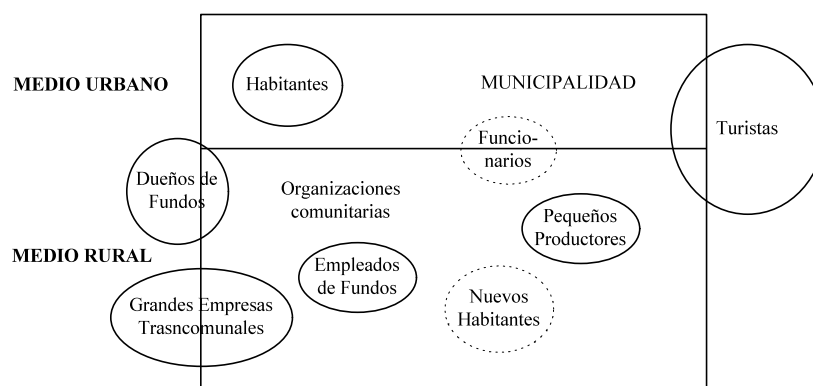 MEDIO URBANO
Habitantes
MUNICIPALIDAD
Turistas
Funcio-
narios
Dueños de
Fundos
Organizaciones
comunitarias
Pequeños
Productores
MEDIO RURAL
Empleados
de Fundos
Grandes Empresas
Trasncomunales
Nuevos
Habitantes